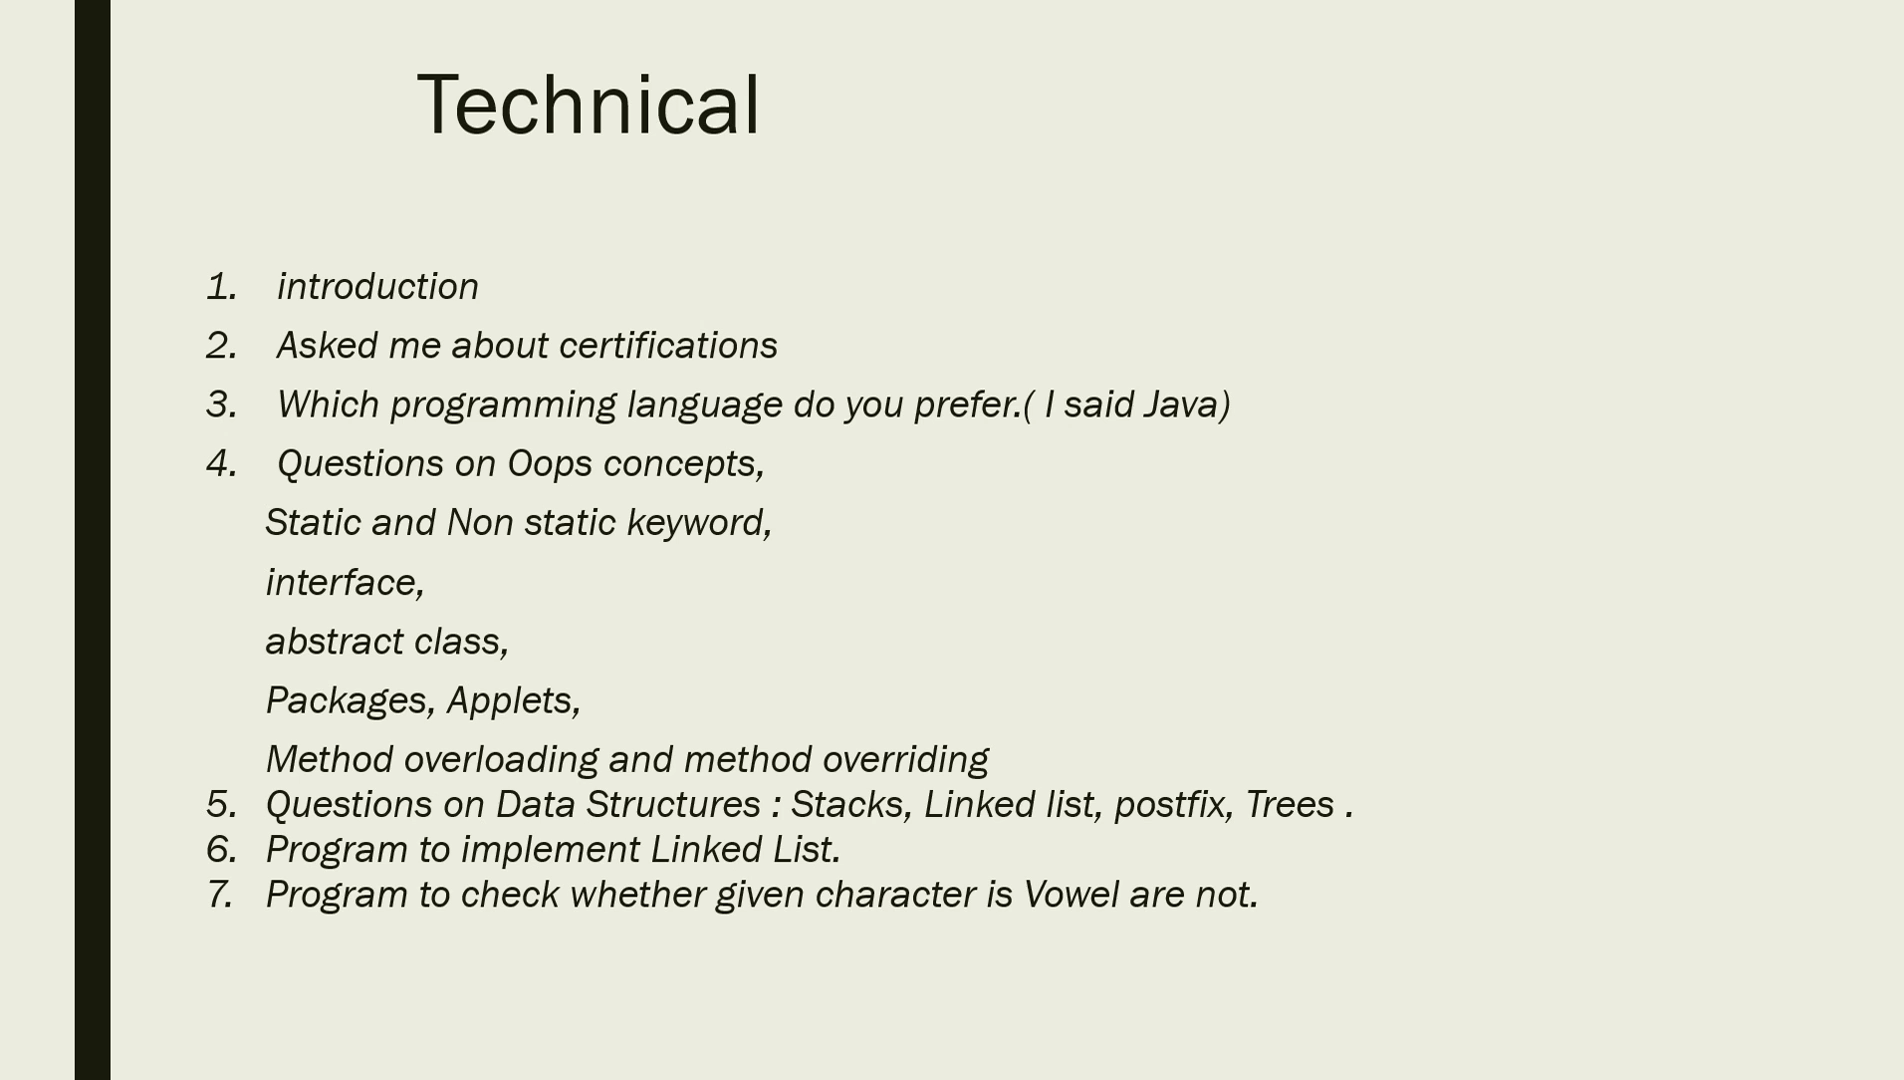 Technical
1. introduction
2. Asked me about certifications
3. Which programming language do you prefer.( I said Java)
4. Questions on Oops concepts,
Static and Non static keyword,
interface,
abstract class,
Packages, Applets,
Method overloading and method overriding
5. Questions on Data Structures : Stacks, Linked list, postfix, Trees .
6. Program to implement Linked List.
7. Program to check whether given character is Vowel are not.